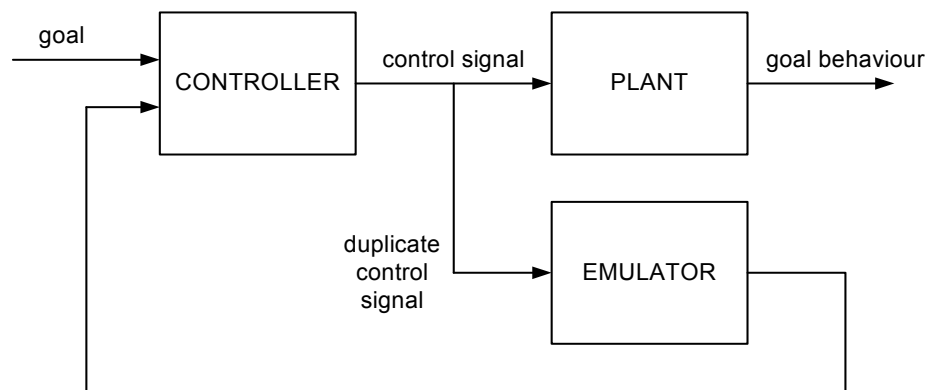 goal
CONTROLLER
control signal
PLANT
goal behaviour
duplicate
control
signal
EMULATOR